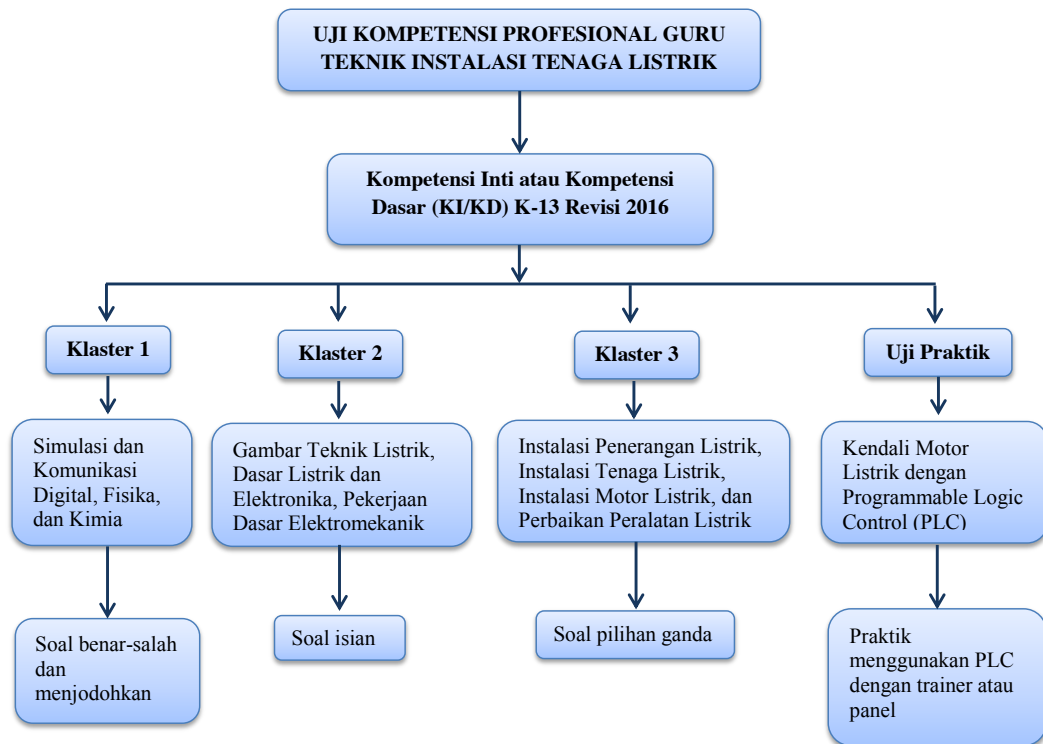 UJI KOMPETENSI PROFESIONAL GURU
TEKNIK INSTALASI TENAGA LISTRIK
Kompetensi Inti atau Kompetensi
Dasar (KI/KD) K-13 Revisi 2016
Klaster 1
Klaster 2
Klaster 3
Uji Praktik
Simulasi dan
Komunikasi
Digital, Fisika,
dan Kimia
Gambar Teknik Listrik,
Dasar Listrik dan
Elektronika, Pekerjaan
Dasar Elektromekanik
Instalasi Penerangan Listrik,
Instalasi Tenaga Listrik,
Instalasi Motor Listrik, dan
Perbaikan Peralatan Listrik
Kendali Motor
Listrik dengan
Programmable Logic
Control (PLC)
Soal benar-salah
dan
menjodohkan
Soal isian
Soal pilihan ganda
Praktik
menggunakan PLC
dengan trainer atau
panel